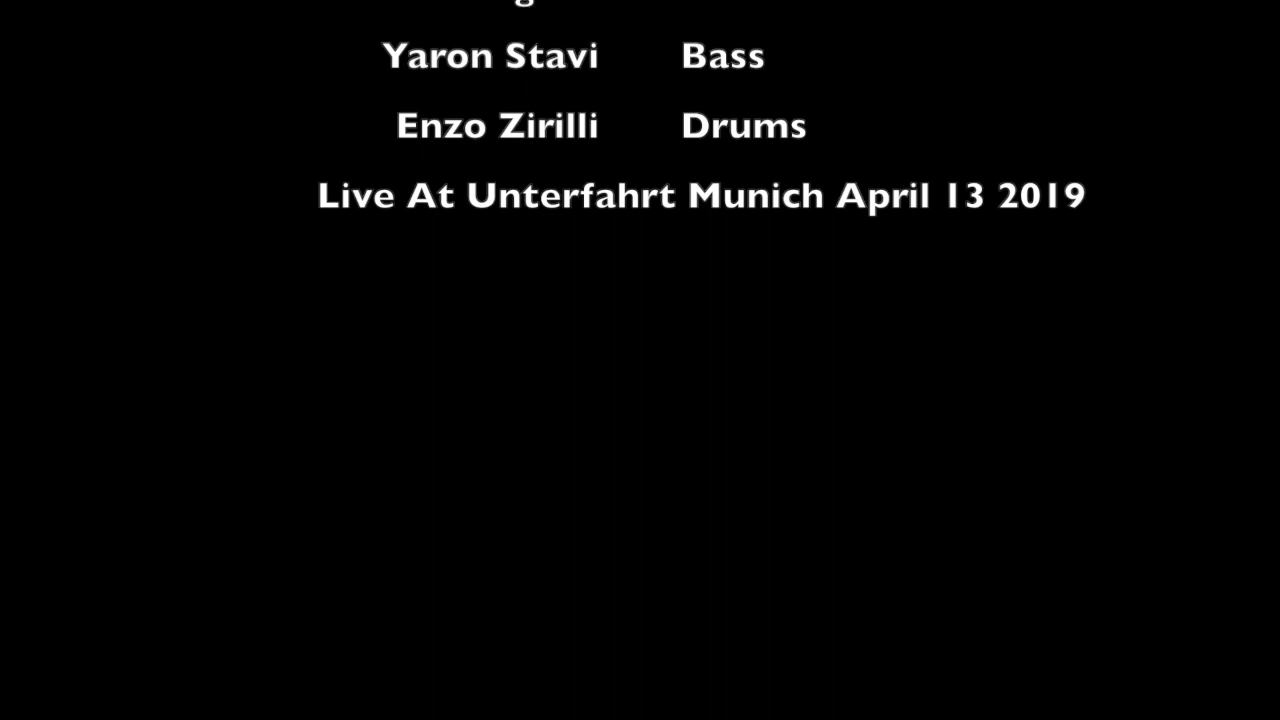 Yaron Stavi Bass
Enzo Zirilli Drums
Live At Unterfahrt Munich April 13 2019